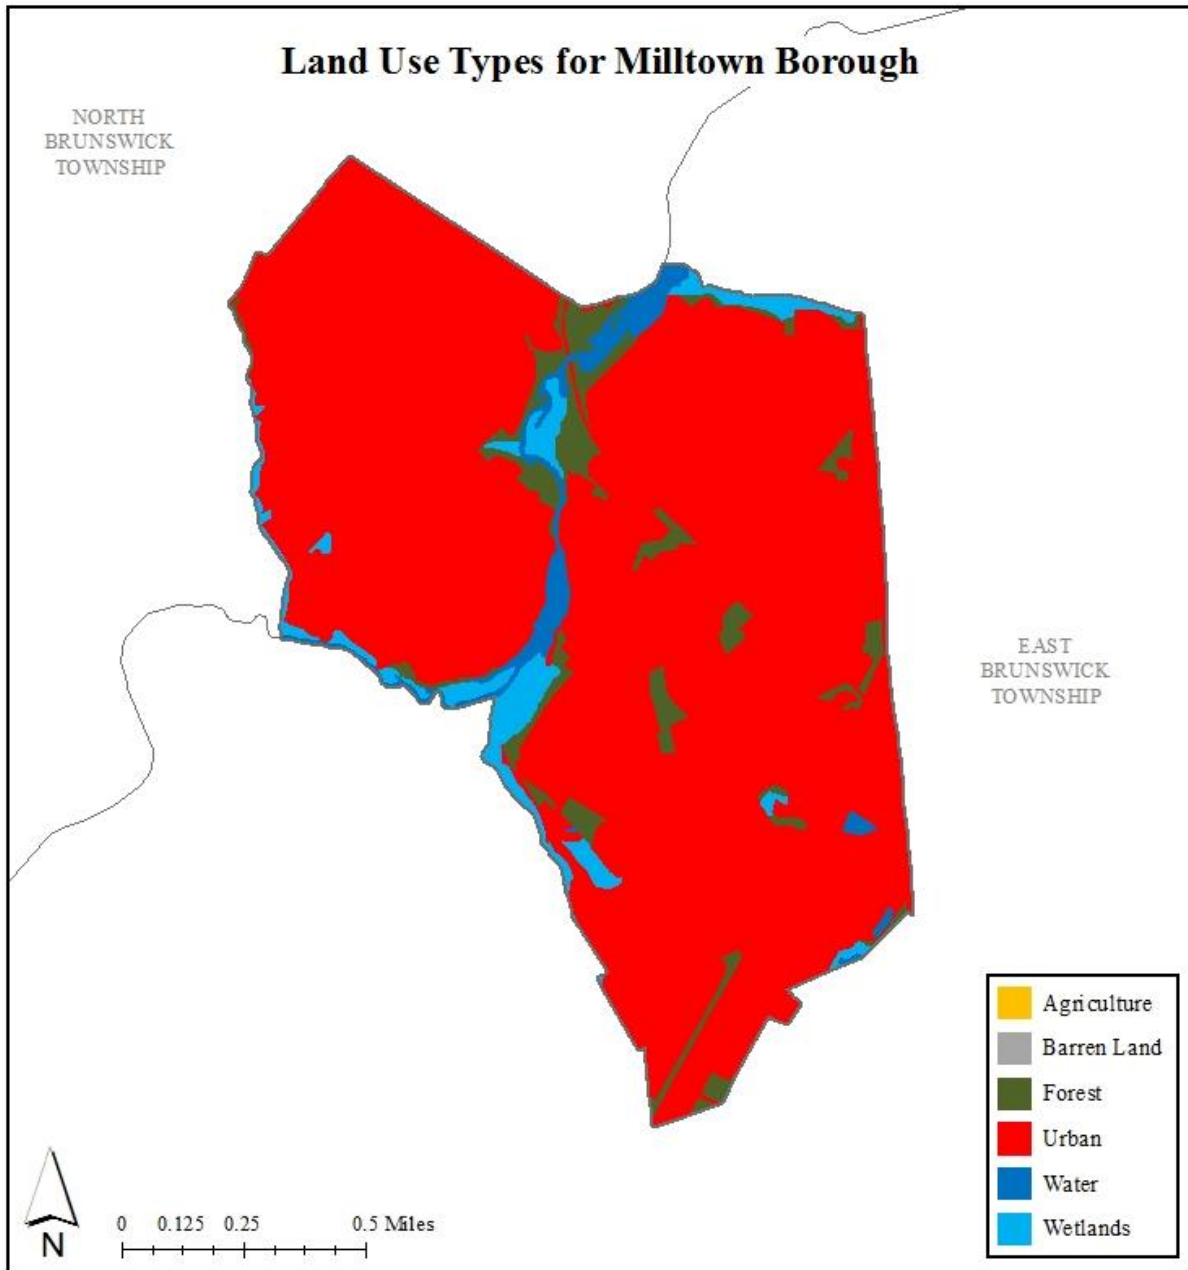 Land Use Types for Milltown Borough
NORTH
BRUNSWICK
TOWNSHIP
EAST
BRUNSWICK
TOWNSHIP
Agriculture
Barren Land
Forest
Urban
Water
Wetlands
N
0 0.125 0.25 0.5 Miles